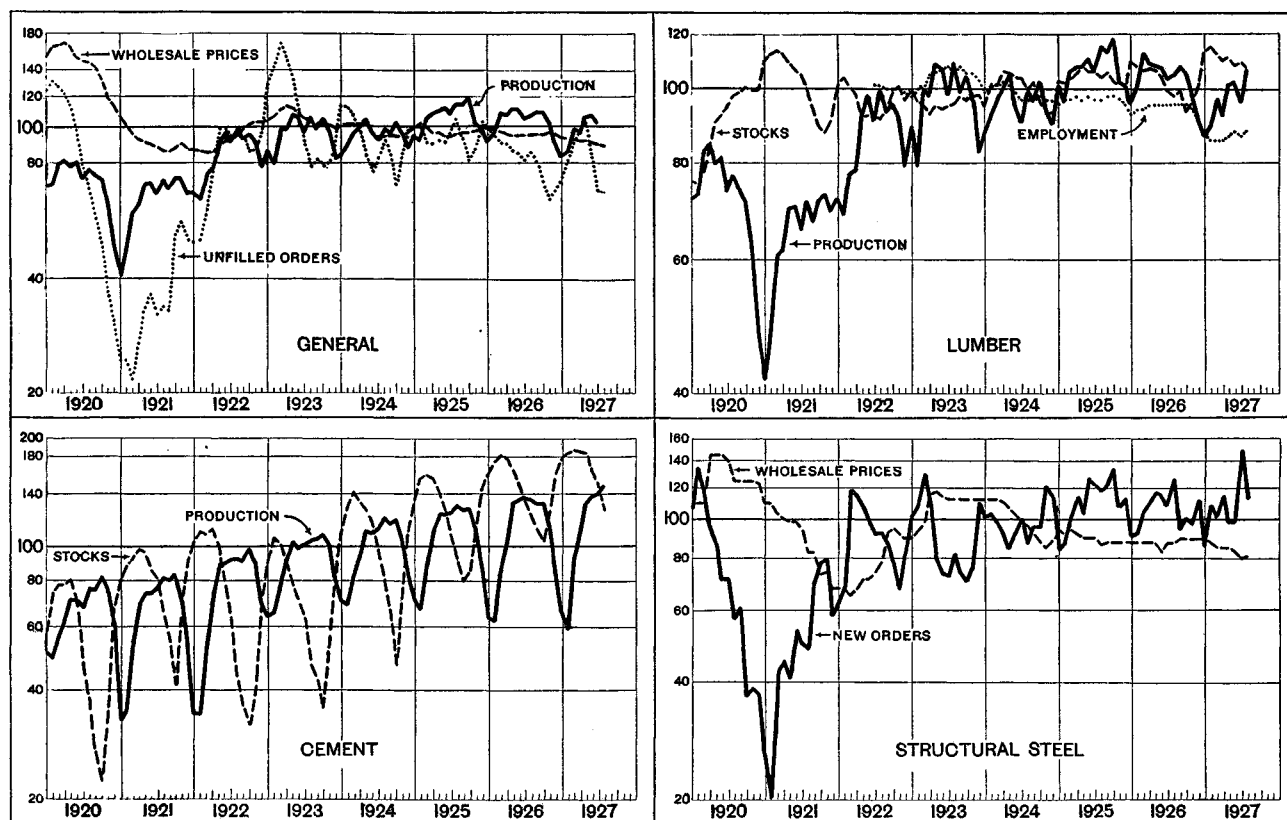 180
140
120
100
80
40
20
WHOLESALE PRICES
PRODUCTION
UNFILLED ORDERS
GENERAL
1920 1921 1922 1923 1924 1925 1926 1927
120
100
80
60
40
STOCKS
EMPLOYMENT
PRODUCTION
LUMBER
1920 1921 1922 1923 1924 1925 1926 1927
200
180
140
100
80
60
40
20
PRODUCTION
STOCKS
CEMENT
1920 1921 1922 1923 1924 1925 1926 1927
160
140
120
100
80
60
40
20
WHOLESALE PRICES
NEW ORDERS
STRUCTURAL STEEL
1920 1921 1922 1923 1924 1925 1926 1927